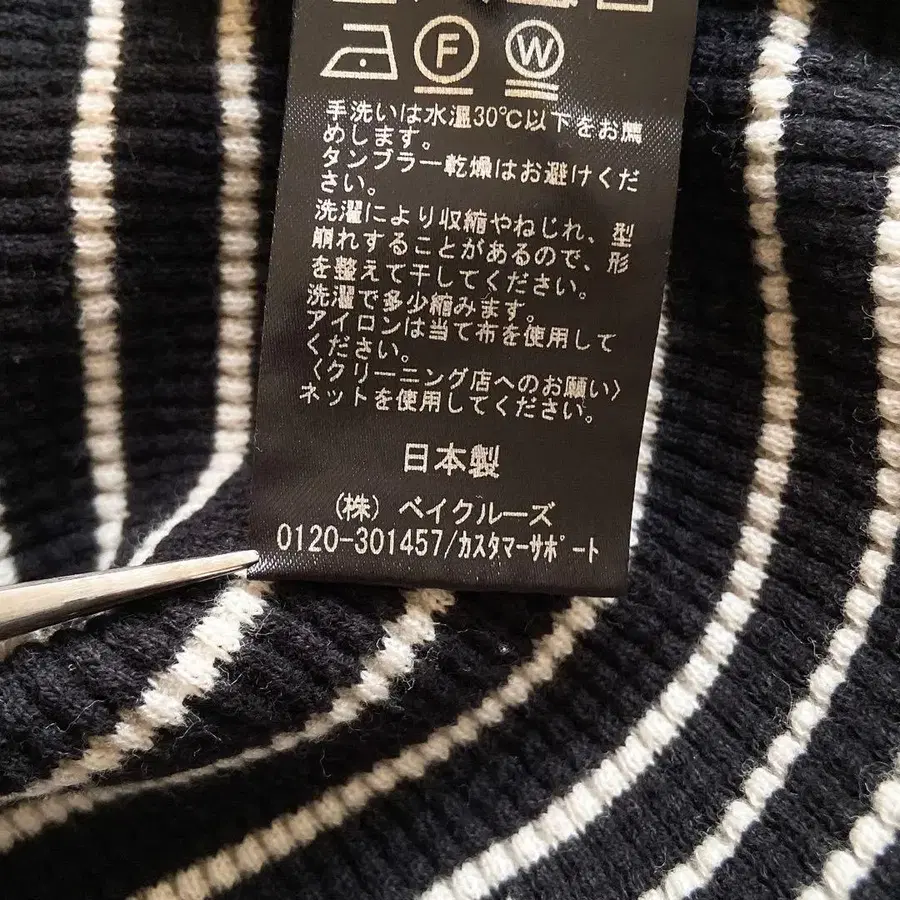 F W
手洗いは水温30℃以下をお薦
めします。
タンブラー乾燥はお避けくだ
さい。
洗濯により収縮やねじれ、型
崩れすることがあるので、形
を整えて干してください。
洗濯で多少縮みます。
アイロンは当て布を使用して
ください。
〈クリーニング店へのお願い〉
ネットを使用してください。
日本製
(株) ベイクルーズ
0120-301457/カスタマーサポート